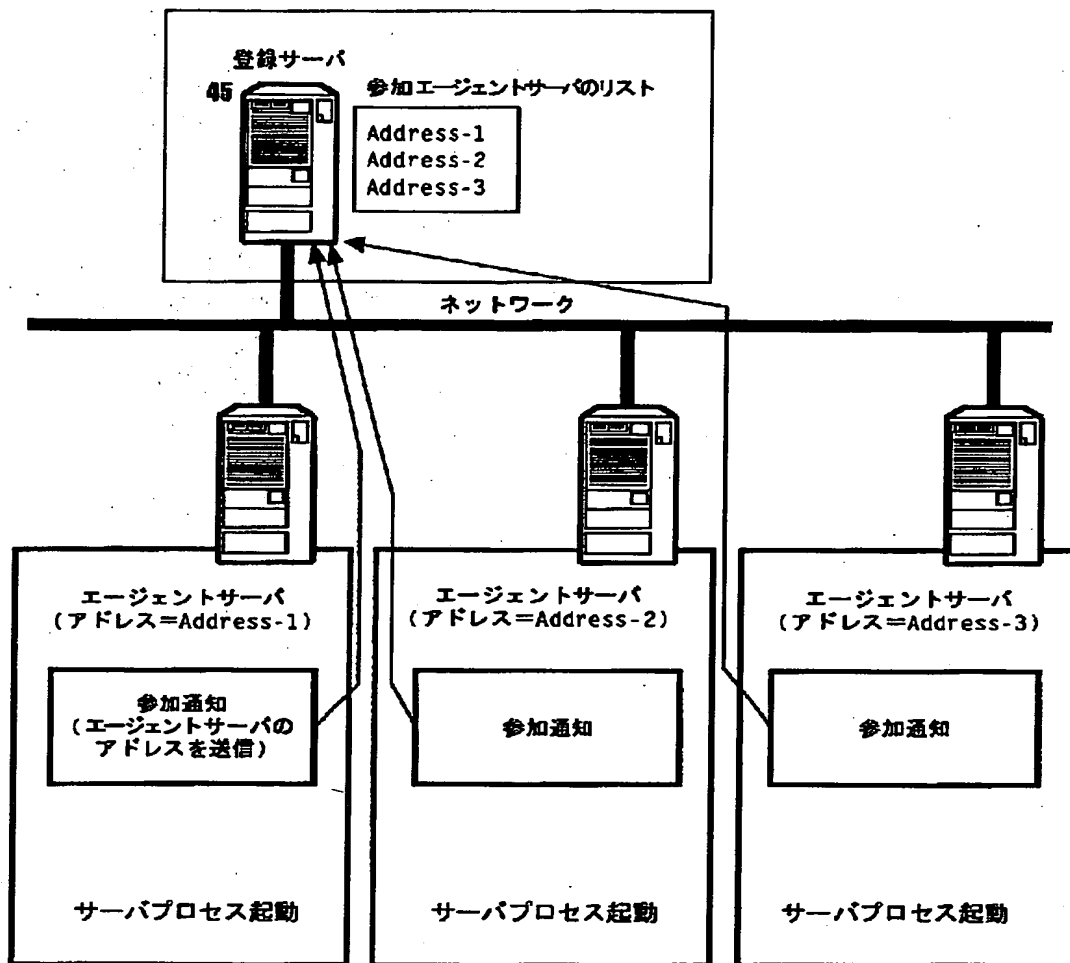 登録サーバ
45
参加エージェントサーバのリスト
Address-1
Address-2
Address-3
ネットワーク
エージェントサーバ
(アドレス＝Address-1)
参加通知
(エージェントサーバの
アドレスを送信)
サーバプロセス起動
エージェントサーバ
(アドレス＝Address-2)
参加通知
サーバプロセス起動
エージェントサーバ
(アドレス＝Address-3)
参加通知
サーバプロセス起動